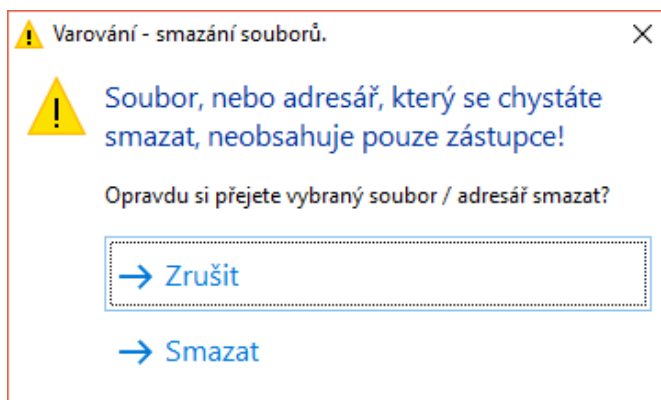 Varování - smazání souborů.
Soubor, nebo adresář, který se chystáte
smazat, neobsahuje pouze zástupce!
Opravdu si přejete vybraný soubor / adresář smazat?
Zrušit
Smazat